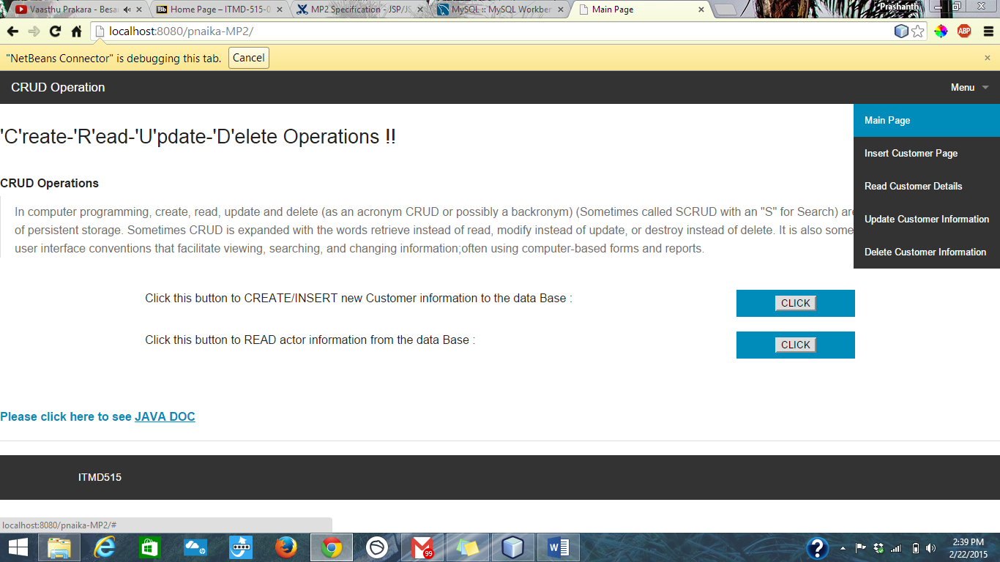 Vaasthu Prakara - Besa
Home Page – ITMD-515-0
MP2 Specification - JSP/JS
MySQL :: MySQL Workber
Main Page
Prashanth
localhost:8080/pnaika-MP2/
ABP
"NetBeans Connector" is debugging this tab.
Cancel
CRUD Operation
Menu
Main Page
Insert Customer Page
Read Customer Details
Update Customer Information
Delete Customer Information
'C'reate-'R'ead-'U'pdate-'D'elete Operations !!
CRUD Operations
In computer programming, create, read, update and delete (as an acronym CRUD or possibly a backronym) (Sometimes called SCRUD with an "S" for Search) are
of persistent storage. Sometimes CRUD is expanded with the words retrieve instead of read, modify instead of update, or destroy instead of delete. It is also some
user interface conventions that facilitate viewing, searching, and changing information;often using computer-based forms and reports.
Click this button to CREATE/INSERT new Customer information to the data Base :
CLICK
Click this button to READ actor information from the data Base :
CLICK
Please click here to see JAVA DOC
ITMD515
localhost:8080/pnaika-MP2/#
99
2:39 PM
2/22/2015